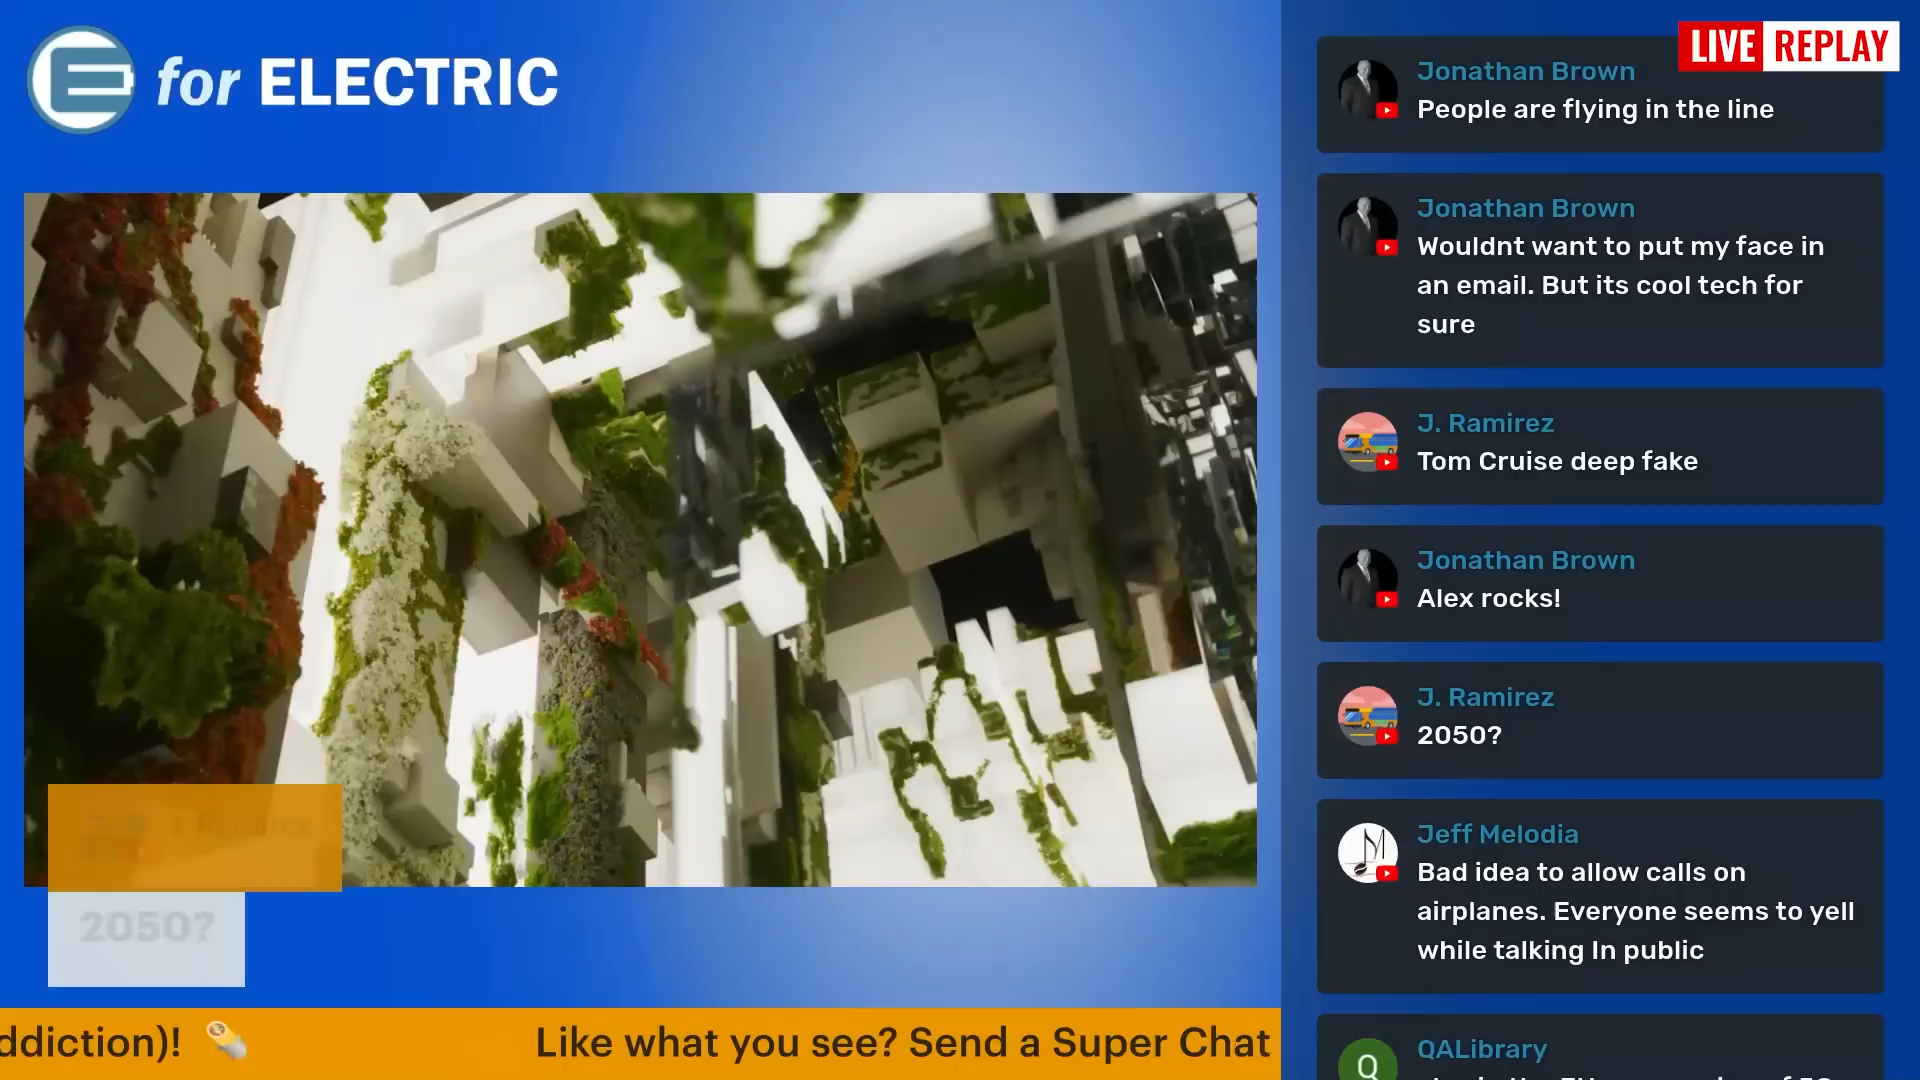 for ELECTRIC
LIVE REPLAY
Jonathan Brown
People are flying in the line
Jonathan Brown
Wouldnt want to put my face in
an email. But its cool tech for
sure
J. Ramirez
Tom Cruise deep fake
Jonathan Brown
Alex rocks!
J. Ramirez
2050?
Jeff Melodia
Bad idea to allow calls on
airplanes. Everyone seems to yell
while talking In public
Q
QALibrary
2050?
ddiction)! Like what you see? Send a Super Chat